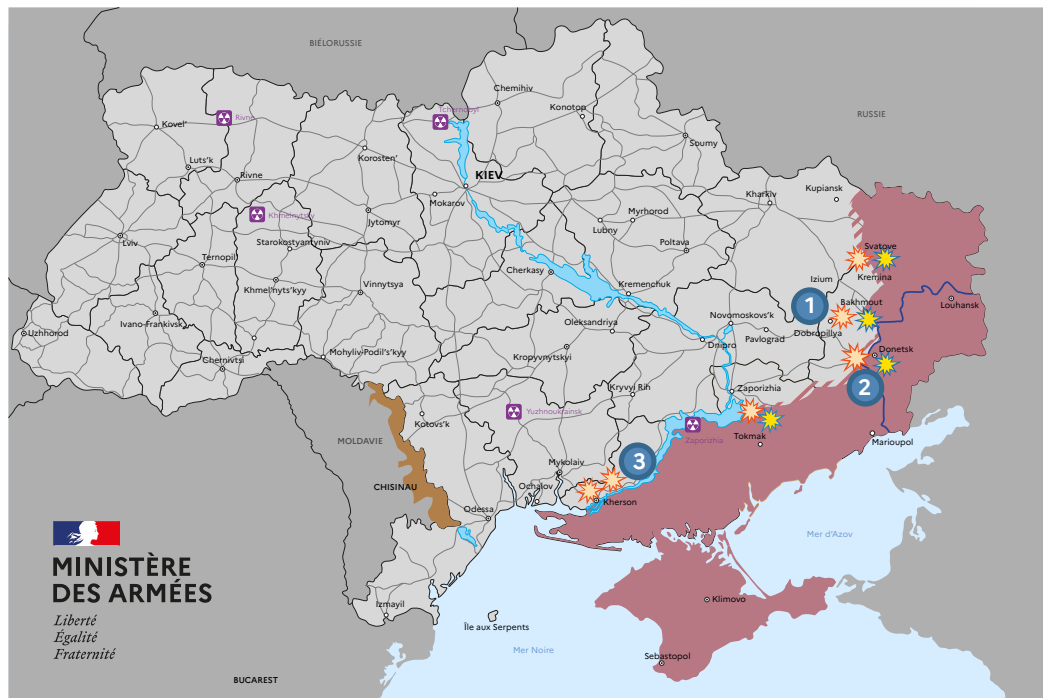 BIÉLORUSSIE
RUSSIE
Chernihiv
Konotop
Tchernobyl
Rivne
Kovel'
Soumy
Korosten'
Luts'k
Rivne
KIEV
Kupiansk
Kharkiv
Mokarov
Khmelnytsky
Jytomyr
Myrhorod
Lubny
Lviv
Starokostyantyniv
Poltava
Svatove
Ternopil
Cherkasy
Kremina
Izium
Khmel'nyts'kyy
Vinnytsya
Kremenchuk
Bakhmout
Louhansk
1
Ivano-Frankivsk
Oleksandriya
Novomoskovs'k
Uzhhorod
Dobropillya
Pavlograd
Dnipro
Mohyliv-Podil's'kyy
Kropyvnytskyi
Donetsk
Chernivtsi
2
Kryvyi Rih
Zaporizhia
Yuzhnoukrainsk
Kotovs'k
MOLDAVIE
Zaporizhia
Tokmak
Marioupol
3
Mykolaiv
CHISINAU
Ochalov
Kherson
Odessa
Mer d'Azov
MINISTÈRE
DES ARMÉES
Liberté
Égalité
Fraternité
Izmayil
Klimovo
Île aux Serpents
Mer Noire
Sebastopol
BUCAREST